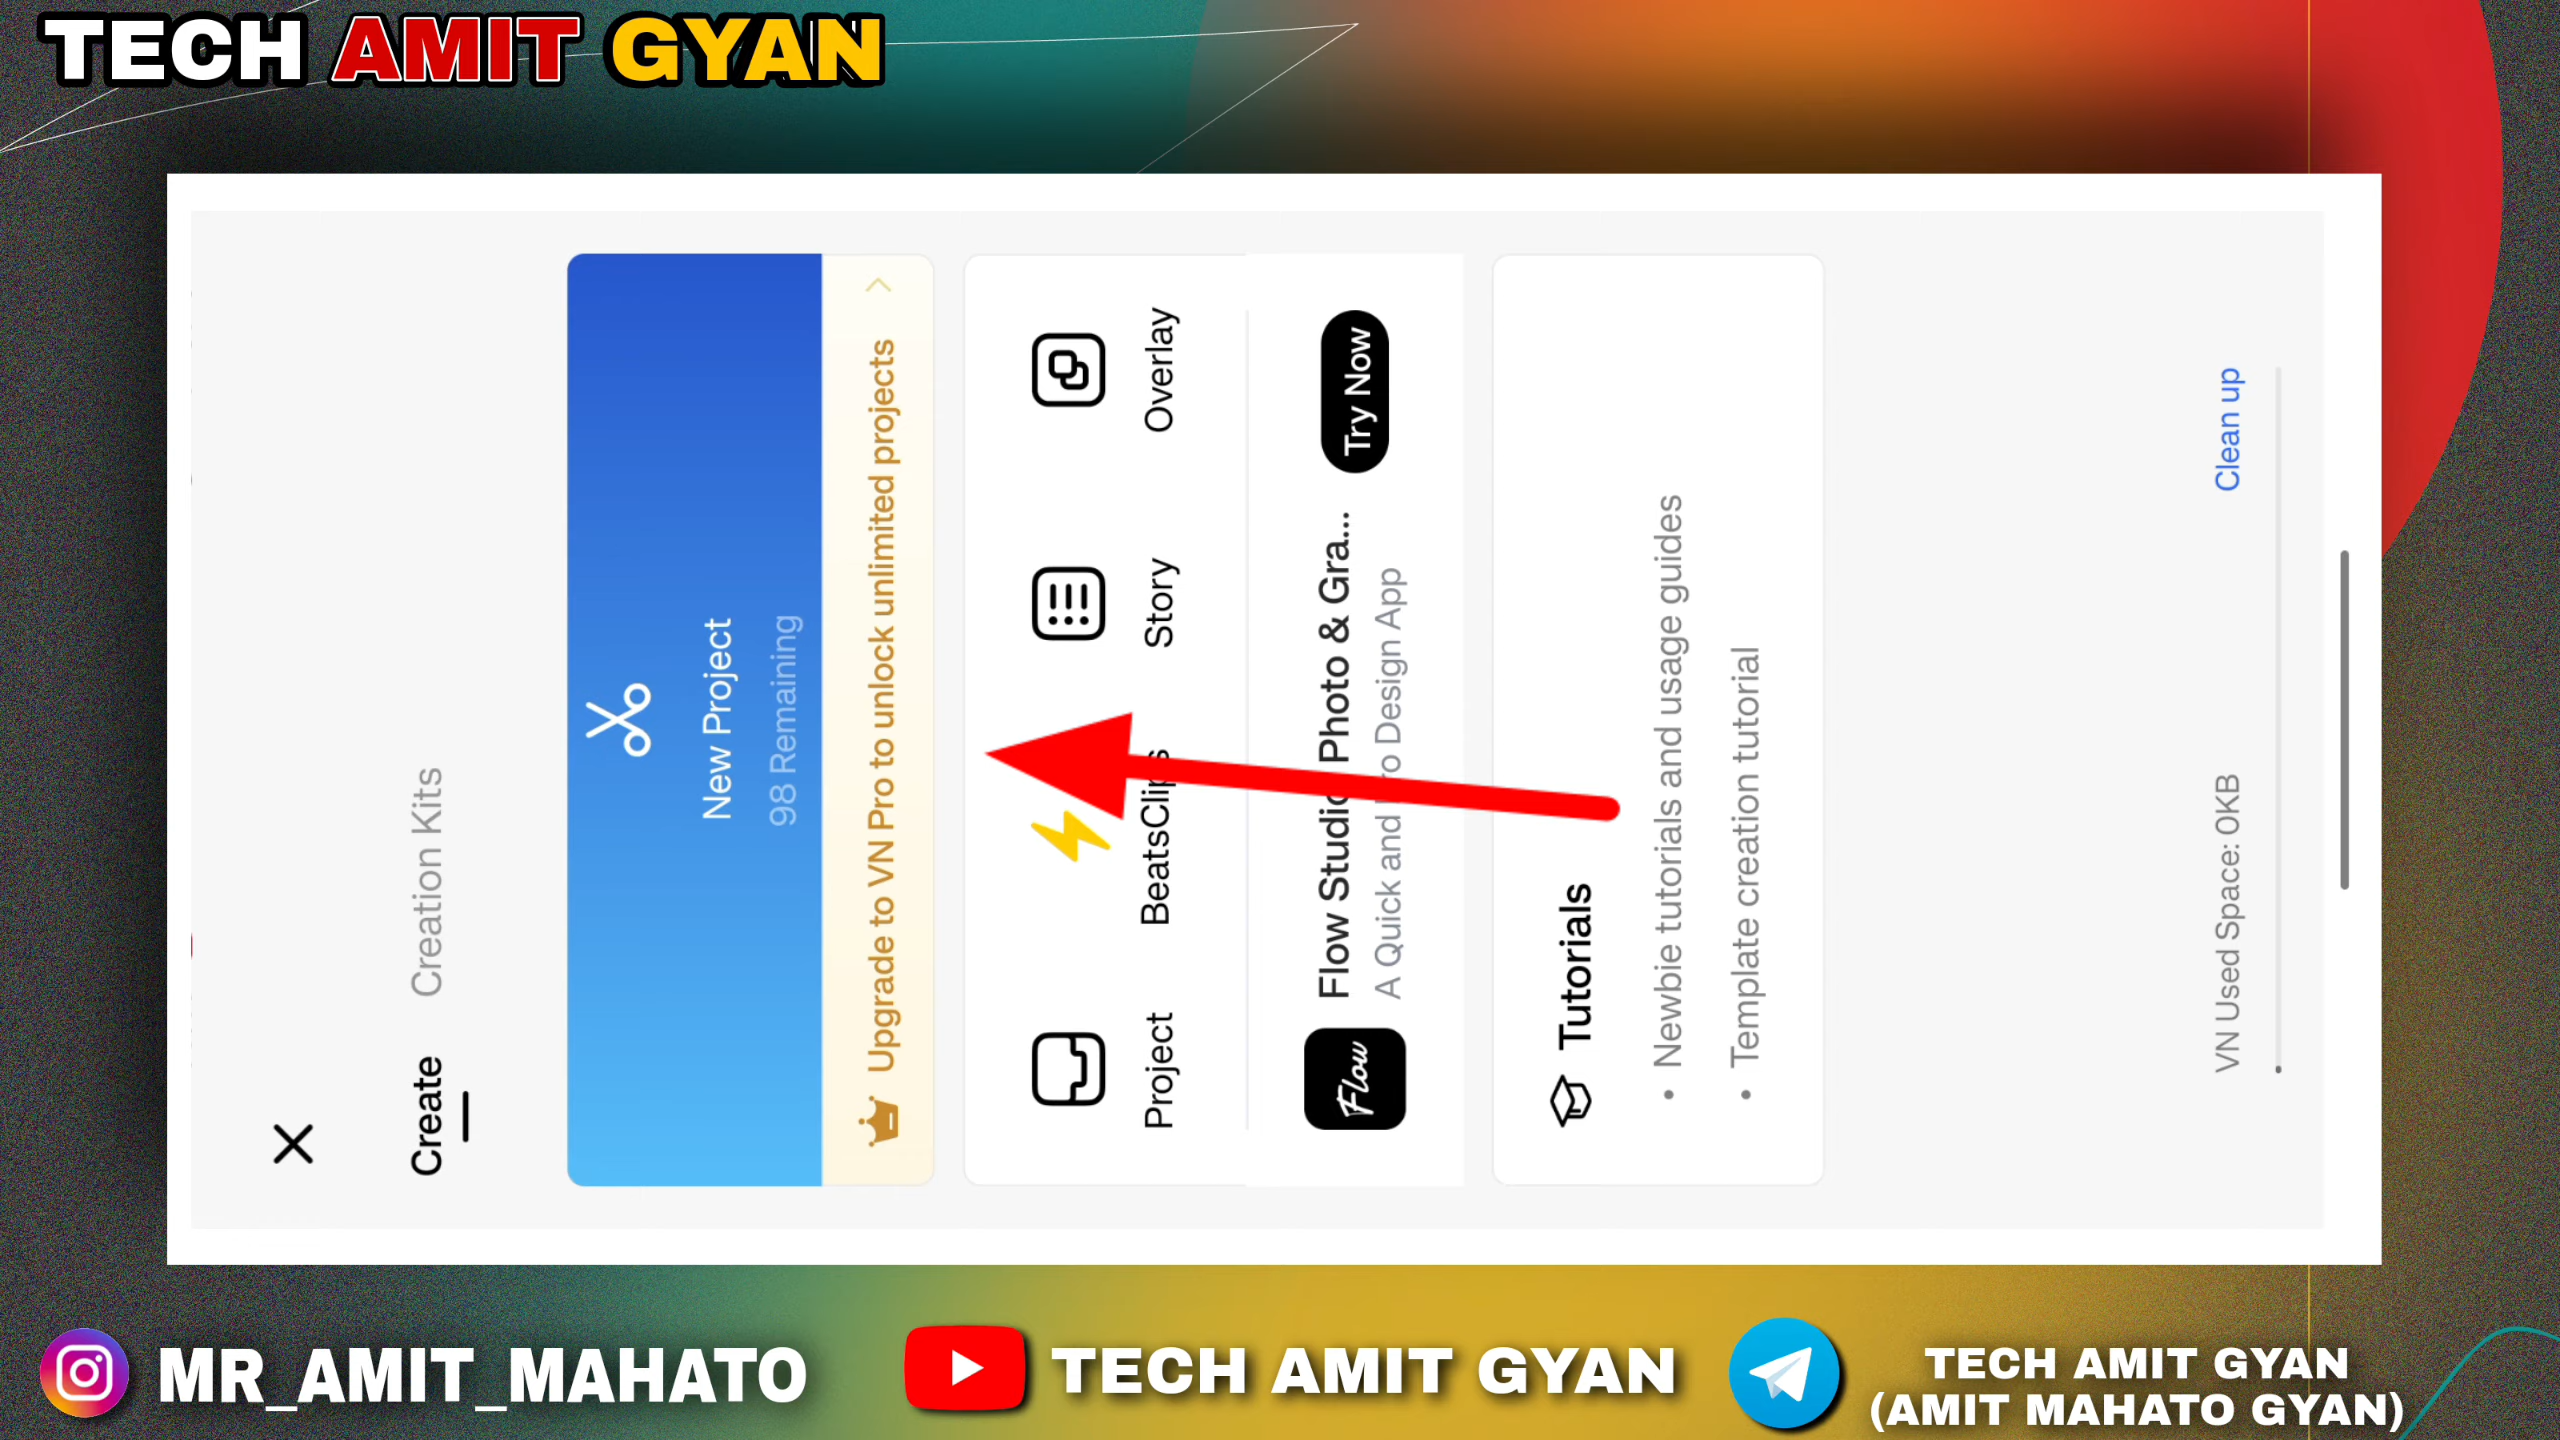 TECH AMIT GYAN
Create Creation Kits
New Project
98 Remaining
Upgrade to VN Pro to unlock unlimited projects
Project BeatsClips Story Overlay
Flow Flow Studio Photo & Gra... Try Now
A Quick and Pro Design App
Tutorials
• Newbie tutorials and usage guides
• Template creation tutorial
VN Used Space: 0KB Clean up
MR_AMIT_MAHATO
TECH AMIT GYAN
TECH AMIT GYAN
(AMIT MAHATO GYAN)